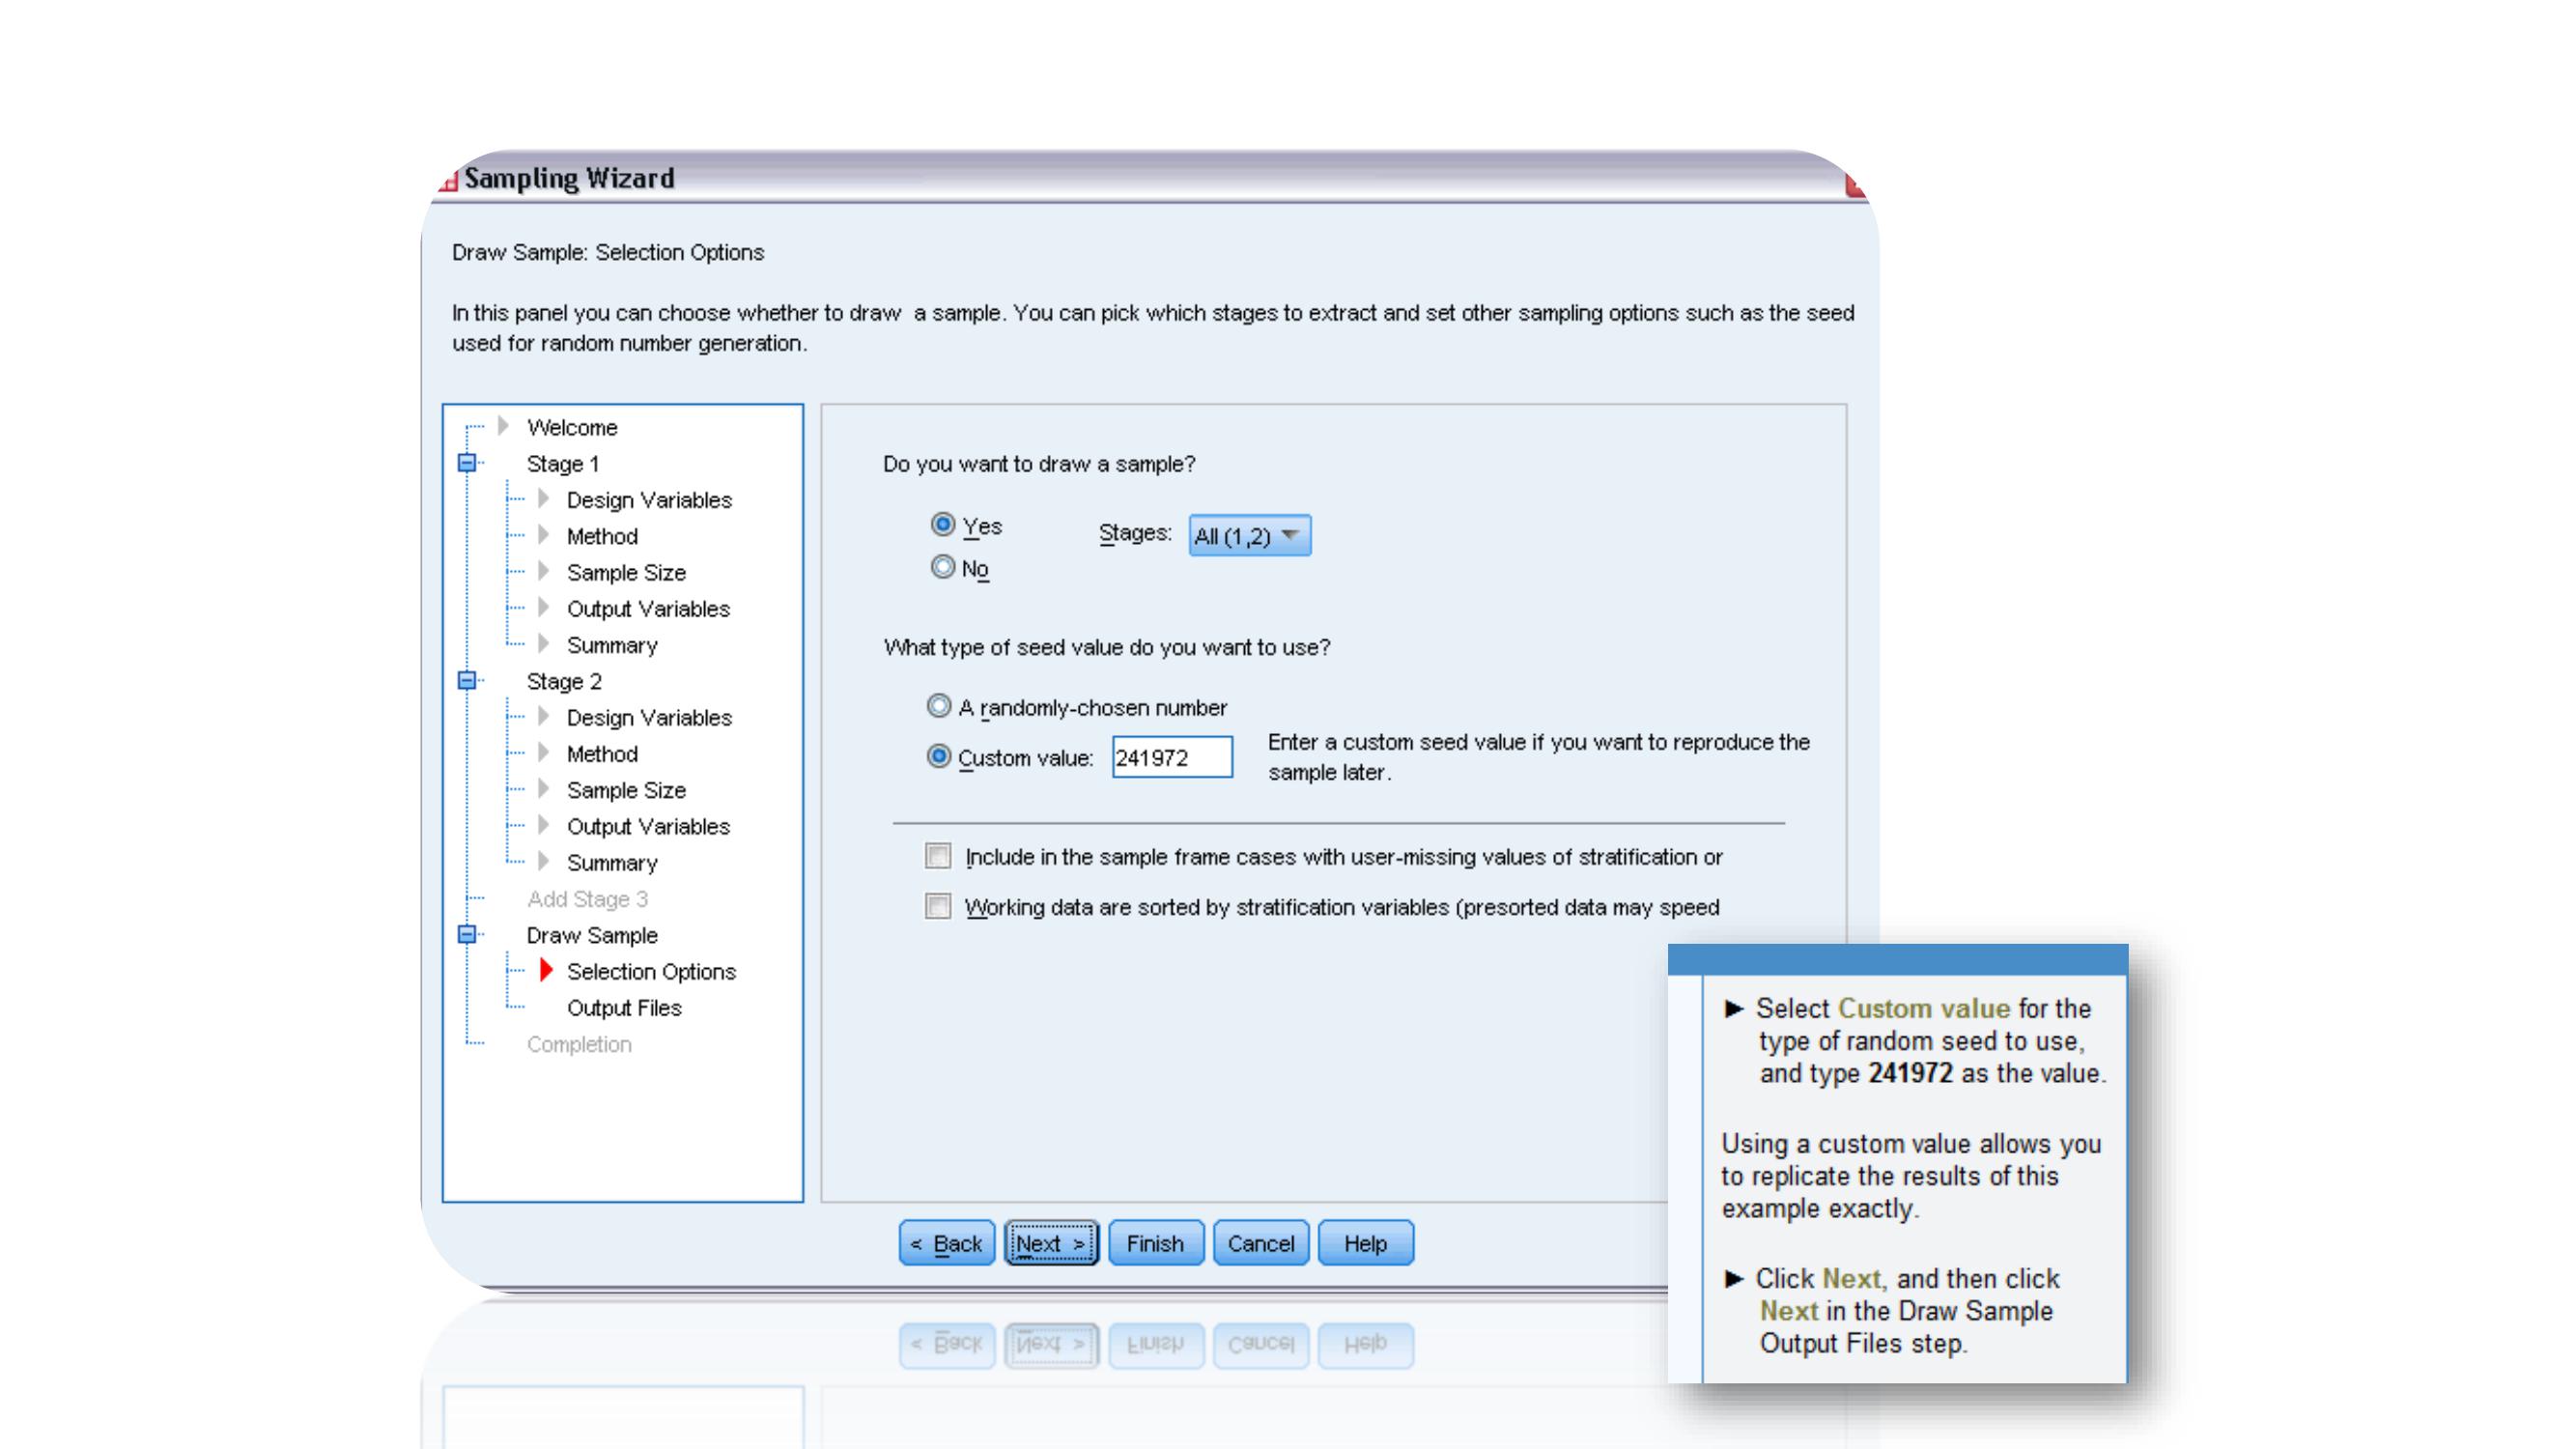 Sampling Wizard
Draw Sample: Selection Options
In this panel you can choose whether to draw a sample. You can pick which stages to extract and set other sampling options such as the seed
used for random number generation.
Welcome
Stage 1
Design Variables
Method
Sample Size
Output Variables
Summary
Stage 2
Design Variables
Method
Sample Size
Output Variables
Summary
Add Stage 3
Draw Sample
Selection Options
Output Files
Completion
Do you want to draw a sample?
Yes
Stages: All (1,2)
No
What type of seed value do you want to use?
A randomly-chosen number
Custom value: 241972
Enter a custom seed value if you want to reproduce the
sample later.
Include in the sample frame cases with user-missing values of stratification or
Working data are sorted by stratification variables (presorted data may speed
< Back Next > Finish Cancel Help
► Select Custom value for the
type of random seed to use,
and type 241972 as the value.
Using a custom value allows you
to replicate the results of this
example exactly.
► Click Next, and then click
Next in the Draw Sample
Output Files step.